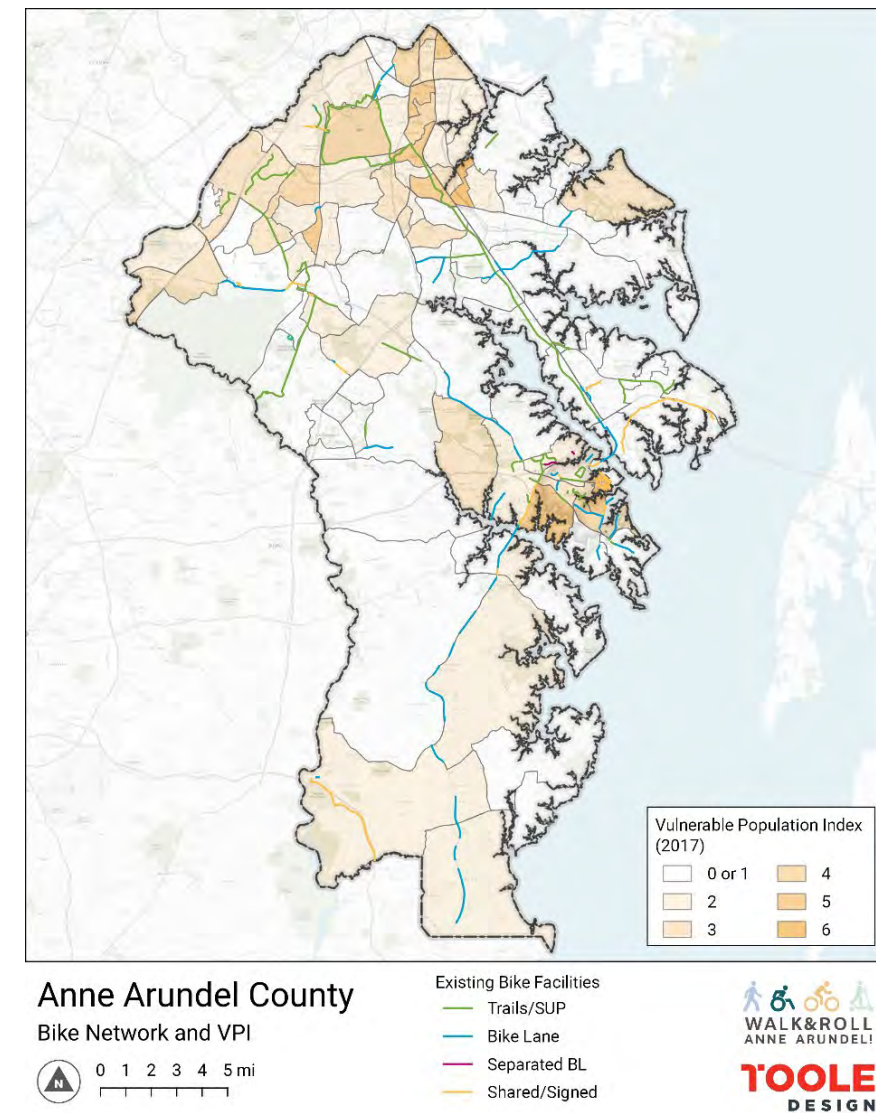 Vulnerable Population Index
(2017)
0 or 1
4
2
5
3
6
Anne Arundel County
Bike Network and VPI
N
0 1 2 3 4 5 mi
Existing Bike Facilities
Trails/SUP
Bike Lane
Separated BL
Shared/Signed
WALK&ROLL
ANNE ARUNDEL!
TOOLE
DESIGN